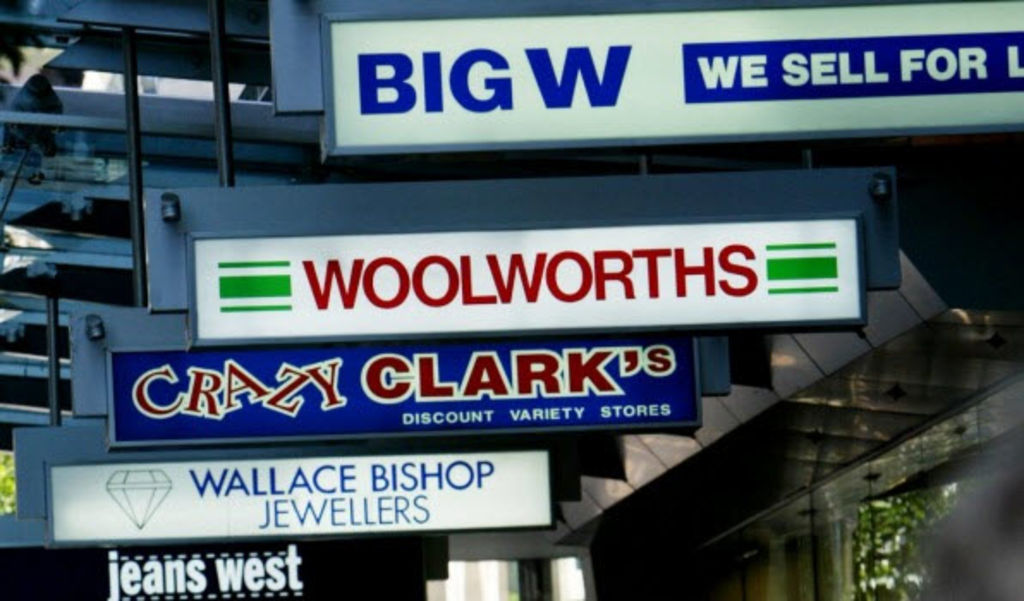 BIG W WE SELL FOR L
WOOLWORTHS
CRAZY CLARK'S
DISCOUNT VARIETY STORES
WALLACE BISHOP
JEWELLERS
jeans west